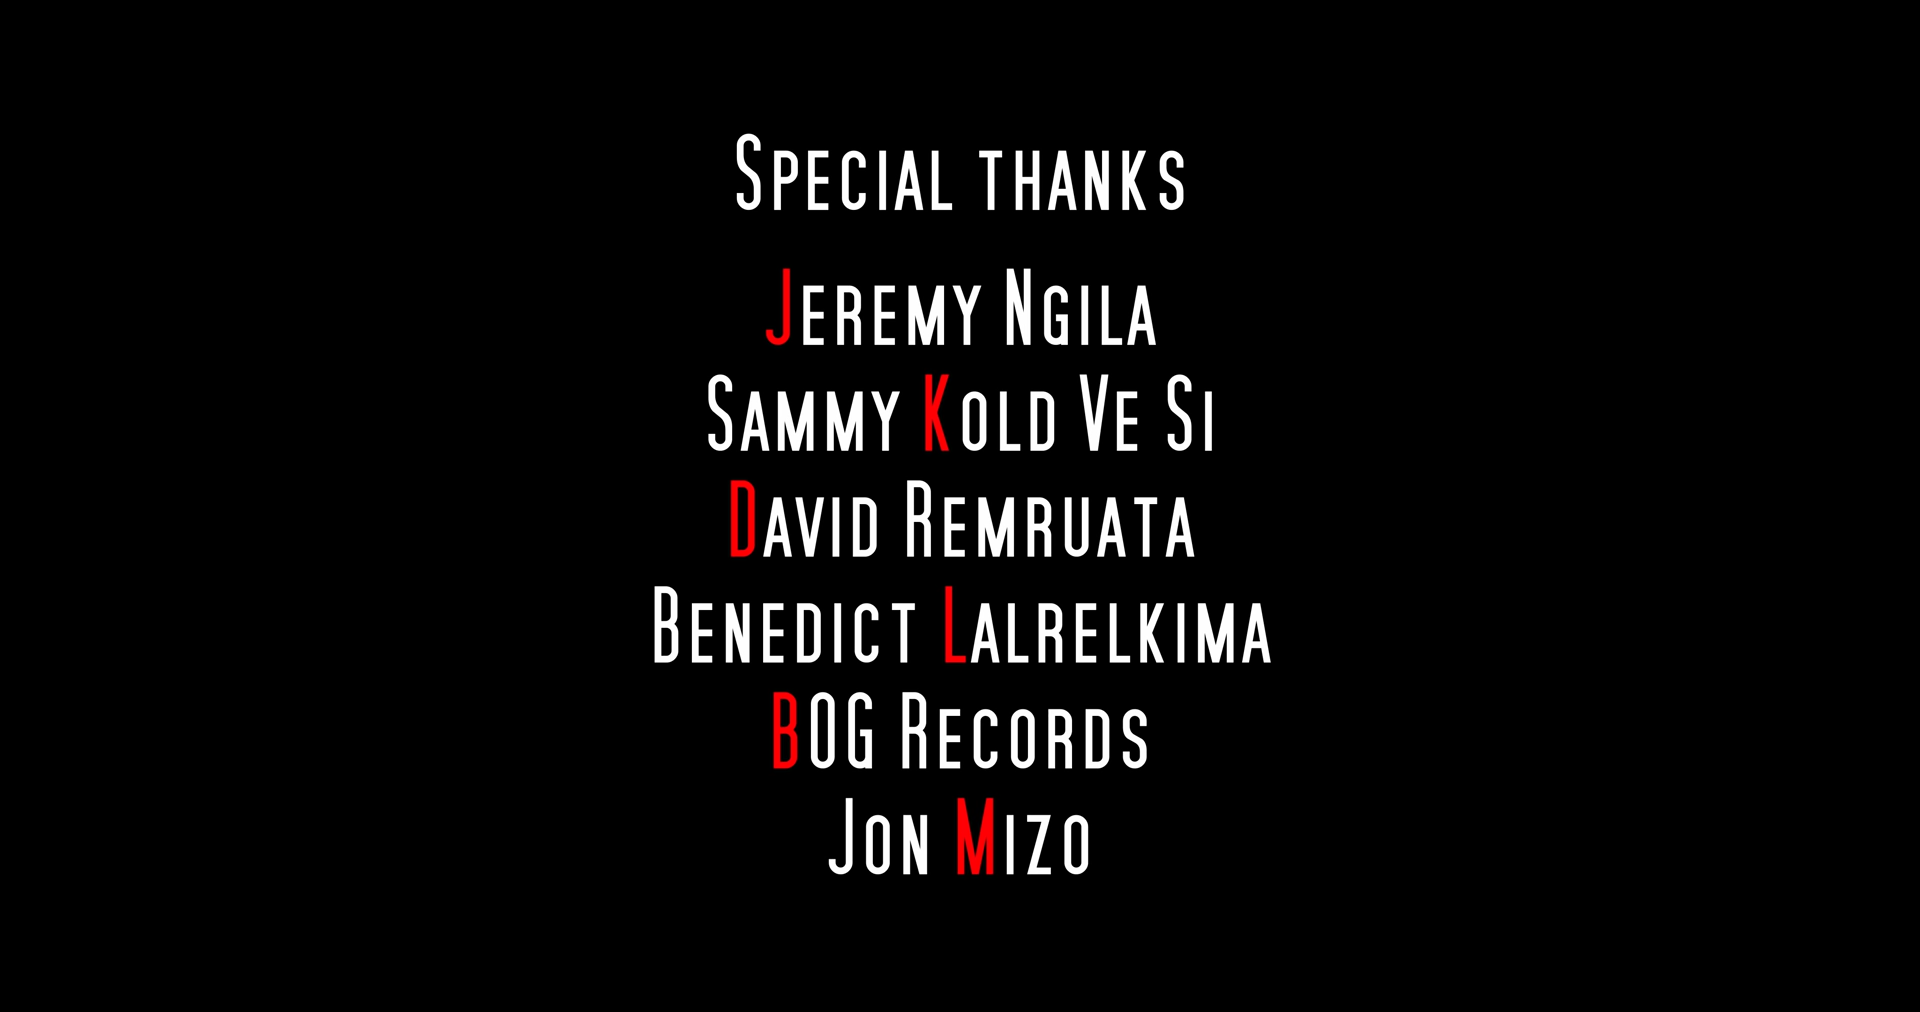 Special thanks
Jeremy Ngila
Sammy Kold Ve Si
David Remruata
Benedict Lalrelkima
BOG Records
Jon Mizo